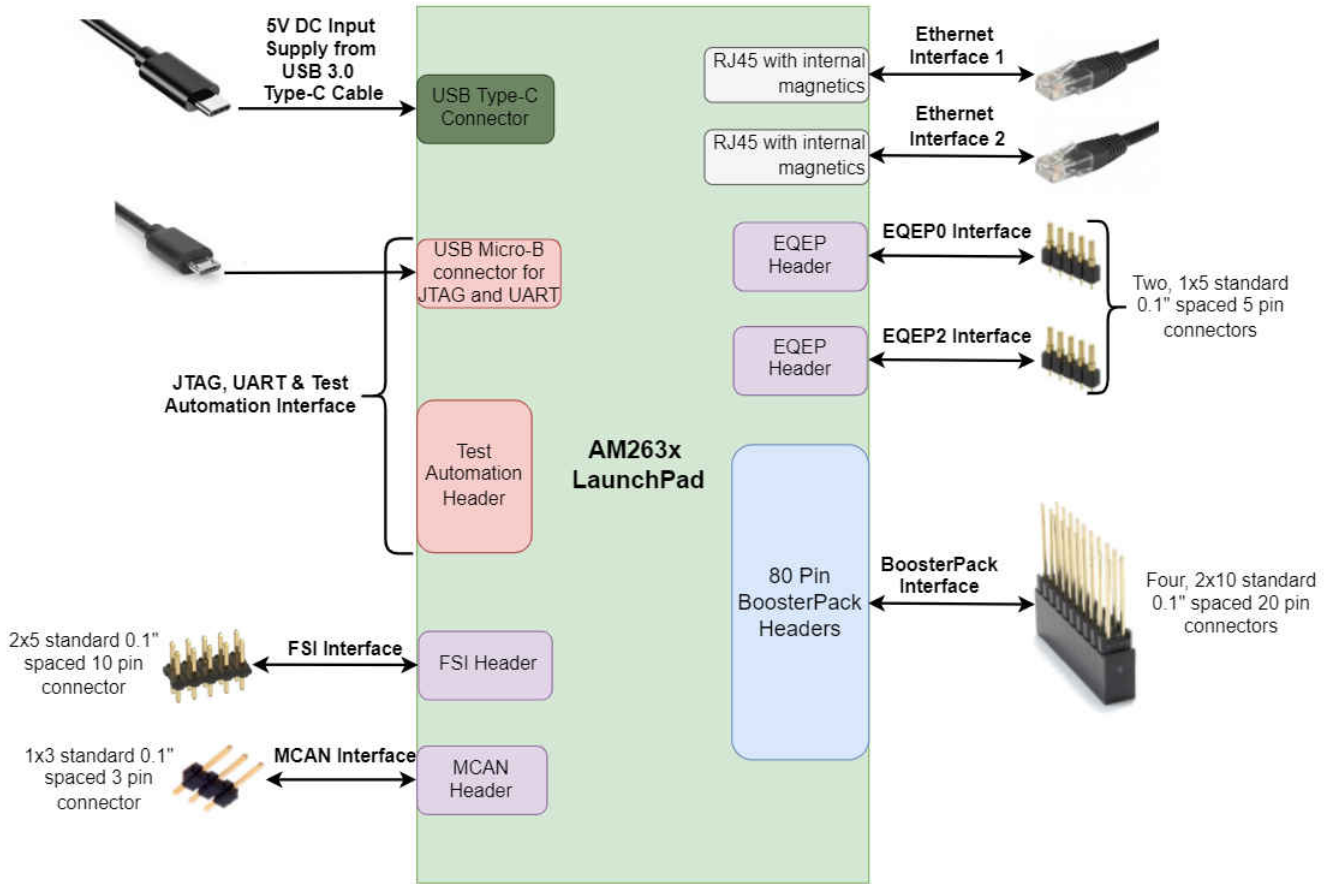 5V DC Input
Supply from
USB 3.0
Type-C Cable
USB Type-C
Connector
USB Micro-B
connector for
JTAG and UART
JTAG, UART & Test
Automation Interface
Test
Automation
Header
2x5 standard 0.1"
spaced 10 pin
connector
FSI Interface
FSI Header
1x3 standard 0.1"
spaced 3 pin
connector
MCAN Interface
MCAN
Header
AM263x
LaunchPad
RJ45 with internal
magnetics
Ethernet
Interface 1
RJ45 with internal
magnetics
Ethernet
Interface 2
EQEP
Header
EQEP0 Interface
EQEP
Header
EQEP2 Interface
Two, 1x5 standard
0.1" spaced 5 pin
connectors
80 Pin
BoosterPack
Headers
BoosterPack
Interface
Four, 2x10 standard
0.1" spaced 20 pin
connectors